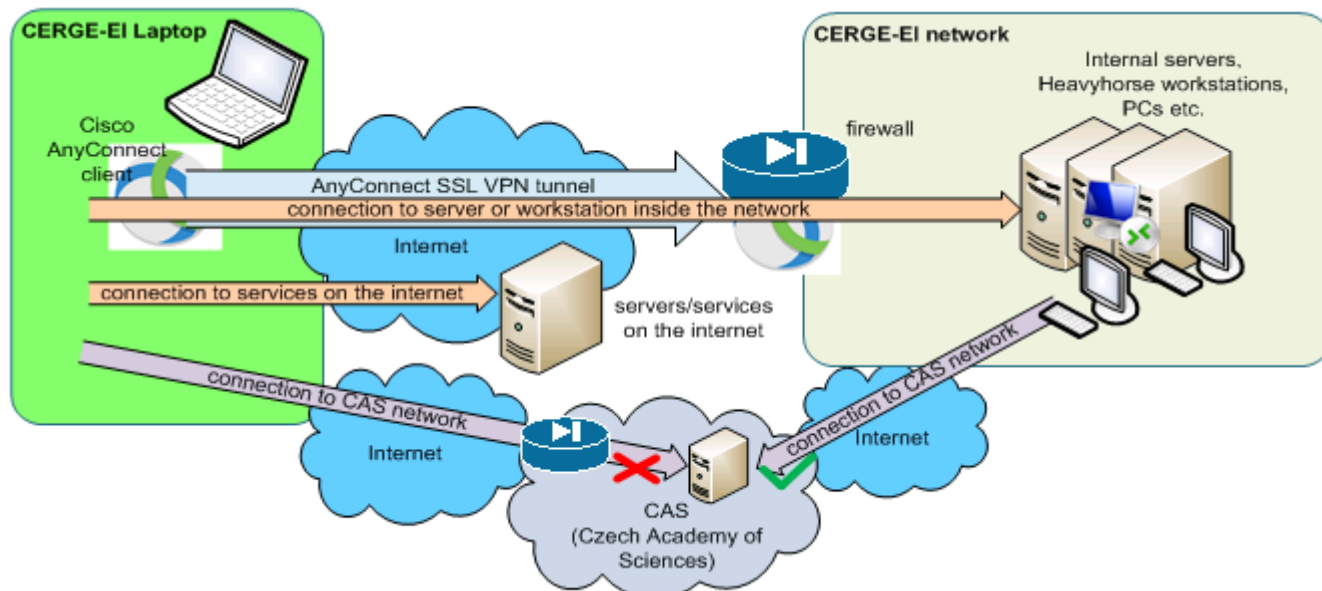 CERGE-EI Laptop
Cisco
AnyConnect
client
CERGE-EI network
Internal servers,
Heavyhorse workstations,
PCs etc.
firewall
AnyConnect SSL VPN tunnel
connection to server or workstation inside the network
Internet
connection to services on the internet
servers/services
on the internet
connection to CAS network
Internet
connection to CAS network
Internet
CAS
(Czech Academy of
Sciences)